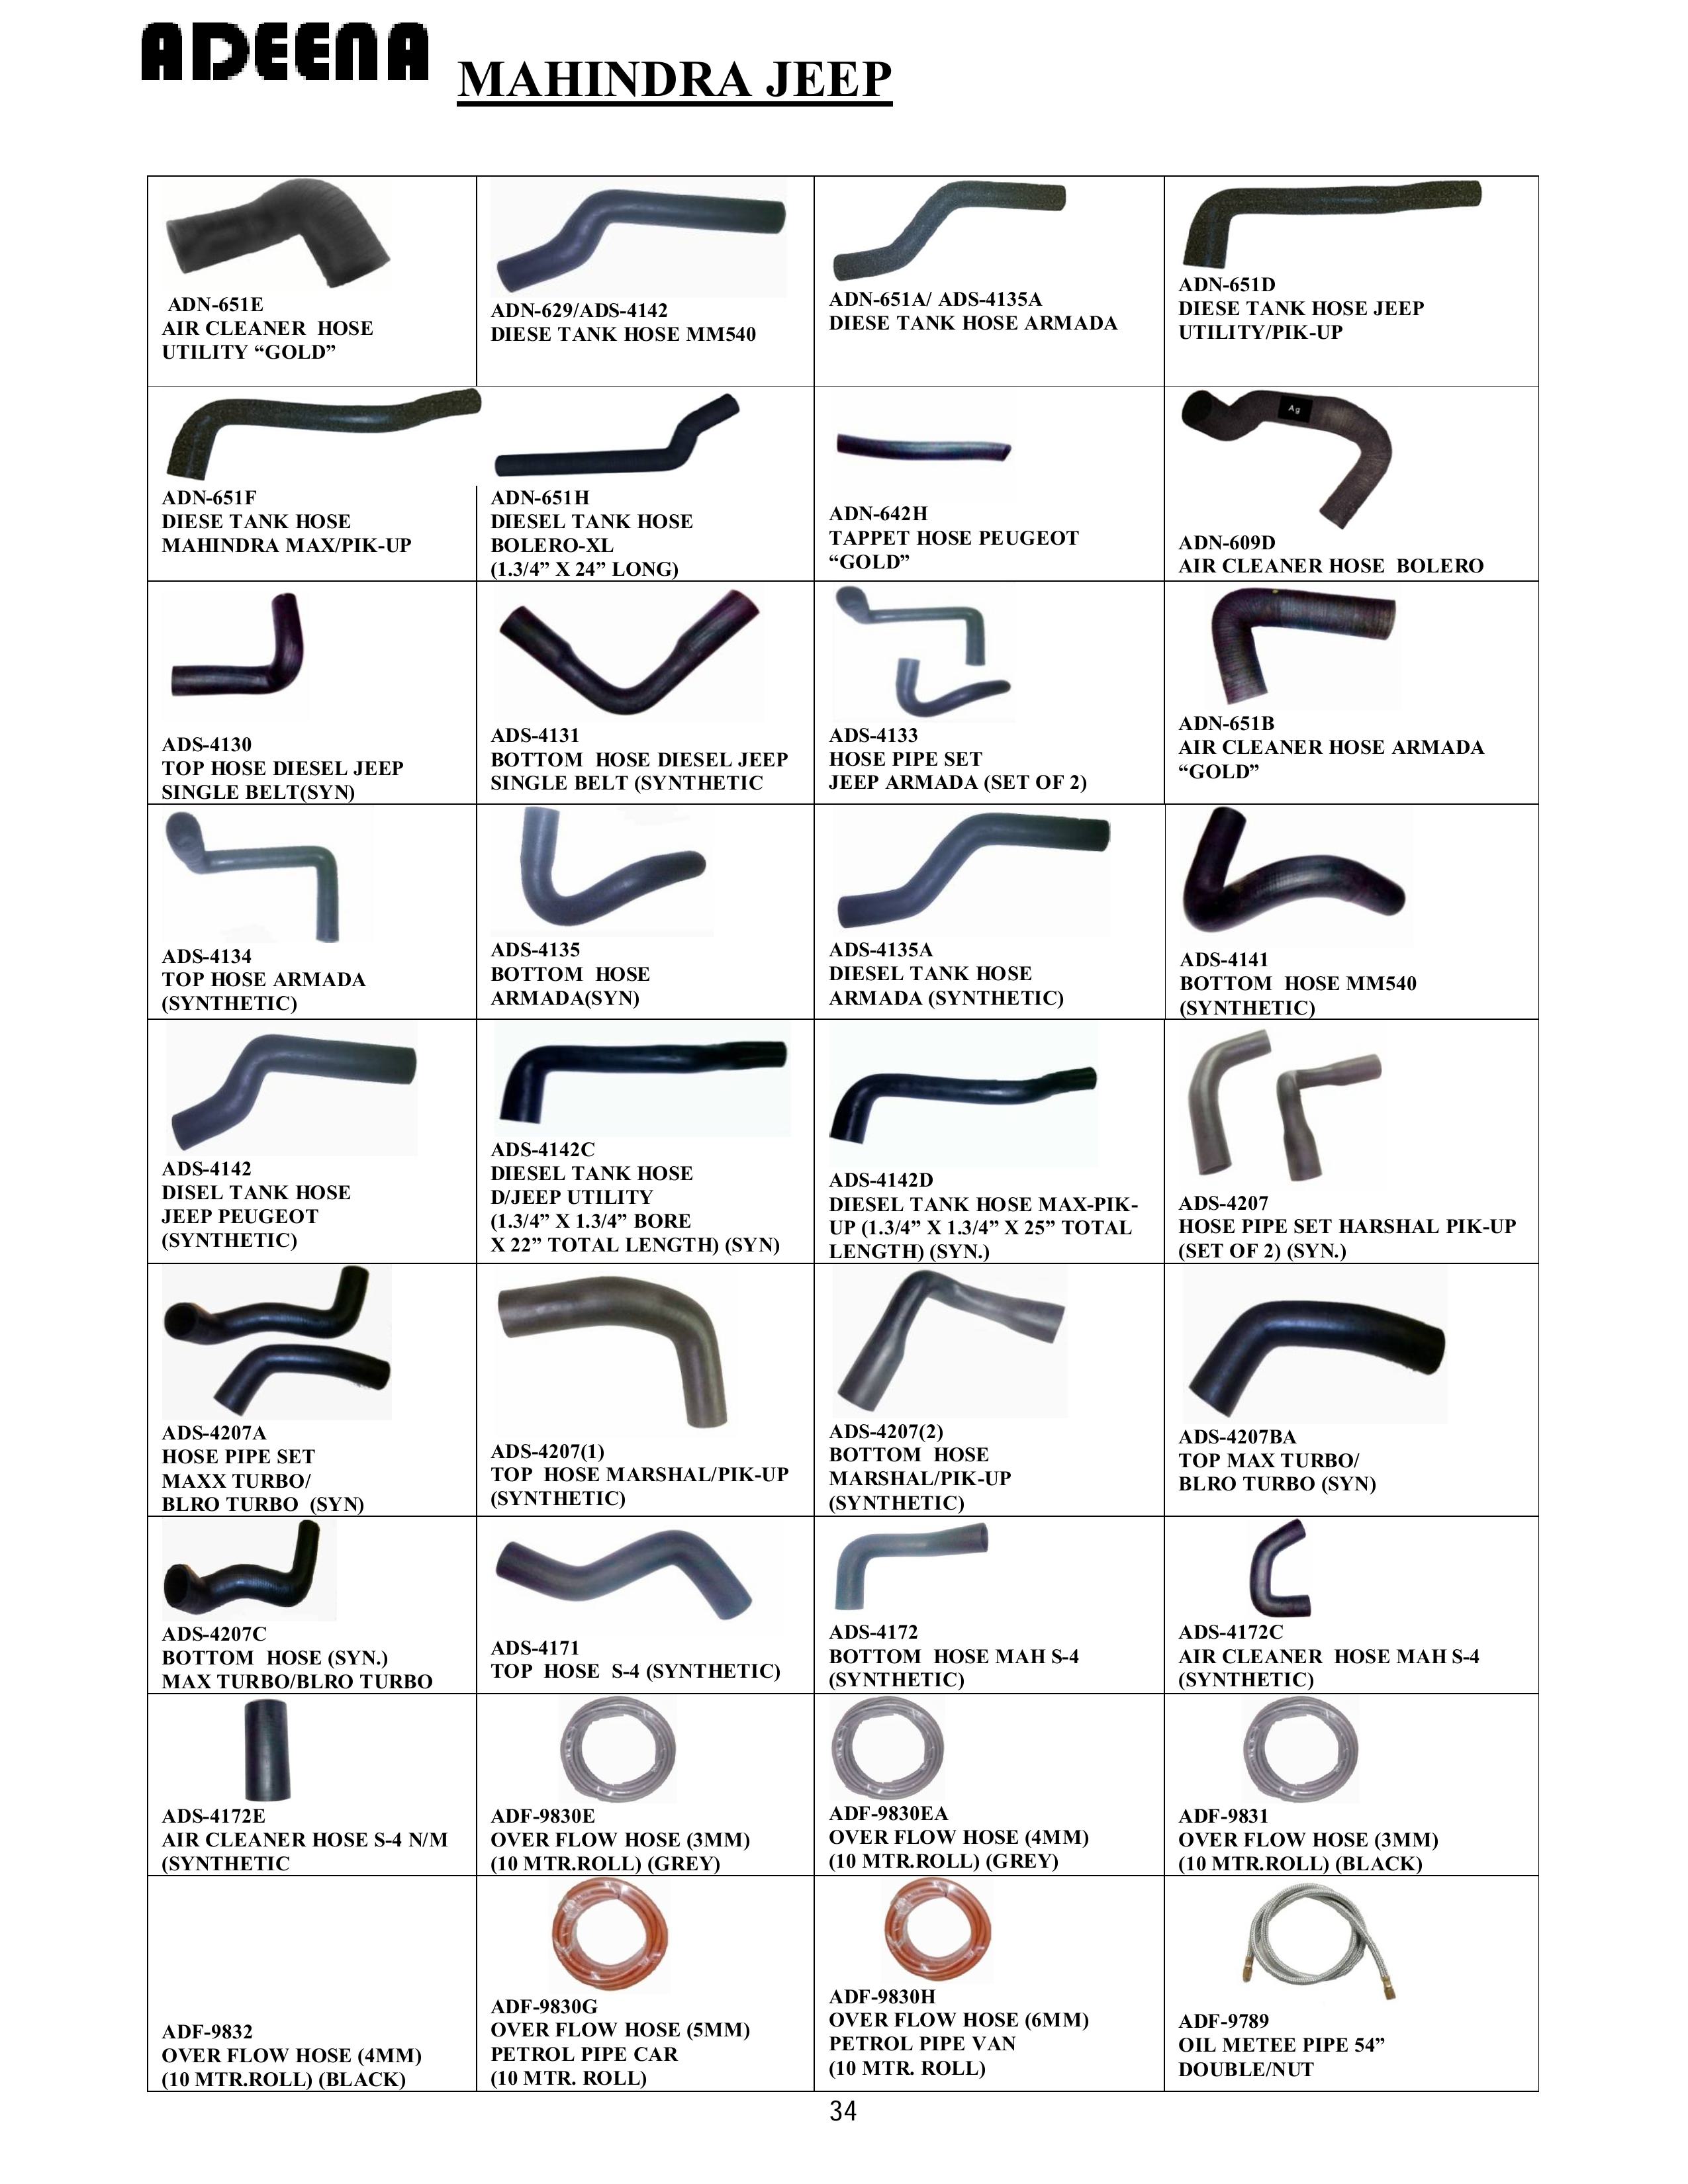 ADEENA
MAHINDRA JEEP
ADN-651E
AIR CLEANER HOSE
UTILITY “GOLD”
ADN-629/ADS-4142
DIESE TANK HOSE MM540
ADN-651A/ ADS-4135A
DIESE TANK HOSE ARMADA
ADN-651D
DIESE TANK HOSE JEEP
UTILITY/PIK-UP
ADN-651F
DIESE TANK HOSE
MAHINDRA MAX/PIK-UP
ADN-651H
DIESEL TANK HOSE
BOLERO-XL
(1.3/4” X 24” LONG)
ADN-642H
TAPPET HOSE PEUGEOT
“GOLD”
Ag
ADN-609D
AIR CLEANER HOSE BOLERO
ADS-4130
TOP HOSE DIESEL JEEP
SINGLE BELT(SYN)
ADS-4131
BOTTOM HOSE DIESEL JEEP
SINGLE BELT (SYNTHETIC
ADS-4133
HOSE PIPE SET
JEEP ARMADA (SET OF 2)
ADN-651B
AIR CLEANER HOSE ARMADA
“GOLD”
ADS-4134
TOP HOSE ARMADA
(SYNTHETIC)
ADS-4135
BOTTOM HOSE
ARMADA(SYN)
ADS-4135A
DIESEL TANK HOSE
ARMADA (SYNTHETIC)
ADS-4141
BOTTOM HOSE MM540
(SYNTHETIC)
ADS-4142
DISEL TANK HOSE
JEEP PEUGEOT
(SYNTHETIC)
ADS-4142C
DIESEL TANK HOSE
D/JEEP UTILITY
(1.3/4” X 1.3/4” BORE
X 22” TOTAL LENGTH) (SYN)
ADS-4142D
DIESEL TANK HOSE MAX-PIK-
UP (1.3/4” X 1.3/4” X 25” TOTAL
LENGTH) (SYN.)
ADS-4207
HOSE PIPE SET HARSHAL PIK-UP
(SET OF 2) (SYN.)
ADS-4207A
HOSE PIPE SET
MAXX TURBO/
BLRO TURBO (SYN)
ADS-4207(1)
TOP HOSE MARSHAL/PIK-UP
(SYNTHETIC)
ADS-4207(2)
BOTTOM HOSE
MARSHAL/PIK-UP
(SYNTHETIC)
ADS-4207BA
TOP MAX TURBO/
BLRO TURBO (SYN)
ADS-4207C
BOTTOM HOSE (SYN.)
MAX TURBO/BLRO TURBO
ADS-4171
TOP HOSE S-4 (SYNTHETIC)
ADS-4172
BOTTOM HOSE MAH S-4
(SYNTHETIC)
ADS-4172C
AIR CLEANER HOSE MAH S-4
(SYNTHETIC)
ADS-4172E
AIR CLEANER HOSE S-4 N/M
(SYNTHETIC
ADF-9830E
OVER FLOW HOSE (3MM)
(10 MTR.ROLL) (GREY)
ADF-9830EA
OVER FLOW HOSE (4MM)
(10 MTR.ROLL) (GREY)
ADF-9831
OVER FLOW HOSE (3MM)
(10 MTR.ROLL) (BLACK)
ADF-9832
OVER FLOW HOSE (4MM)
(10 MTR.ROLL) (BLACK)
ADF-9830G
OVER FLOW HOSE (5MM)
PETROL PIPE CAR
(10 MTR. ROLL)
ADF-9830H
OVER FLOW HOSE (6MM)
PETROL PIPE VAN
(10 MTR. ROLL)
ADF-9789
OIL METEE PIPE 54”
DOUBLE/NUT
34